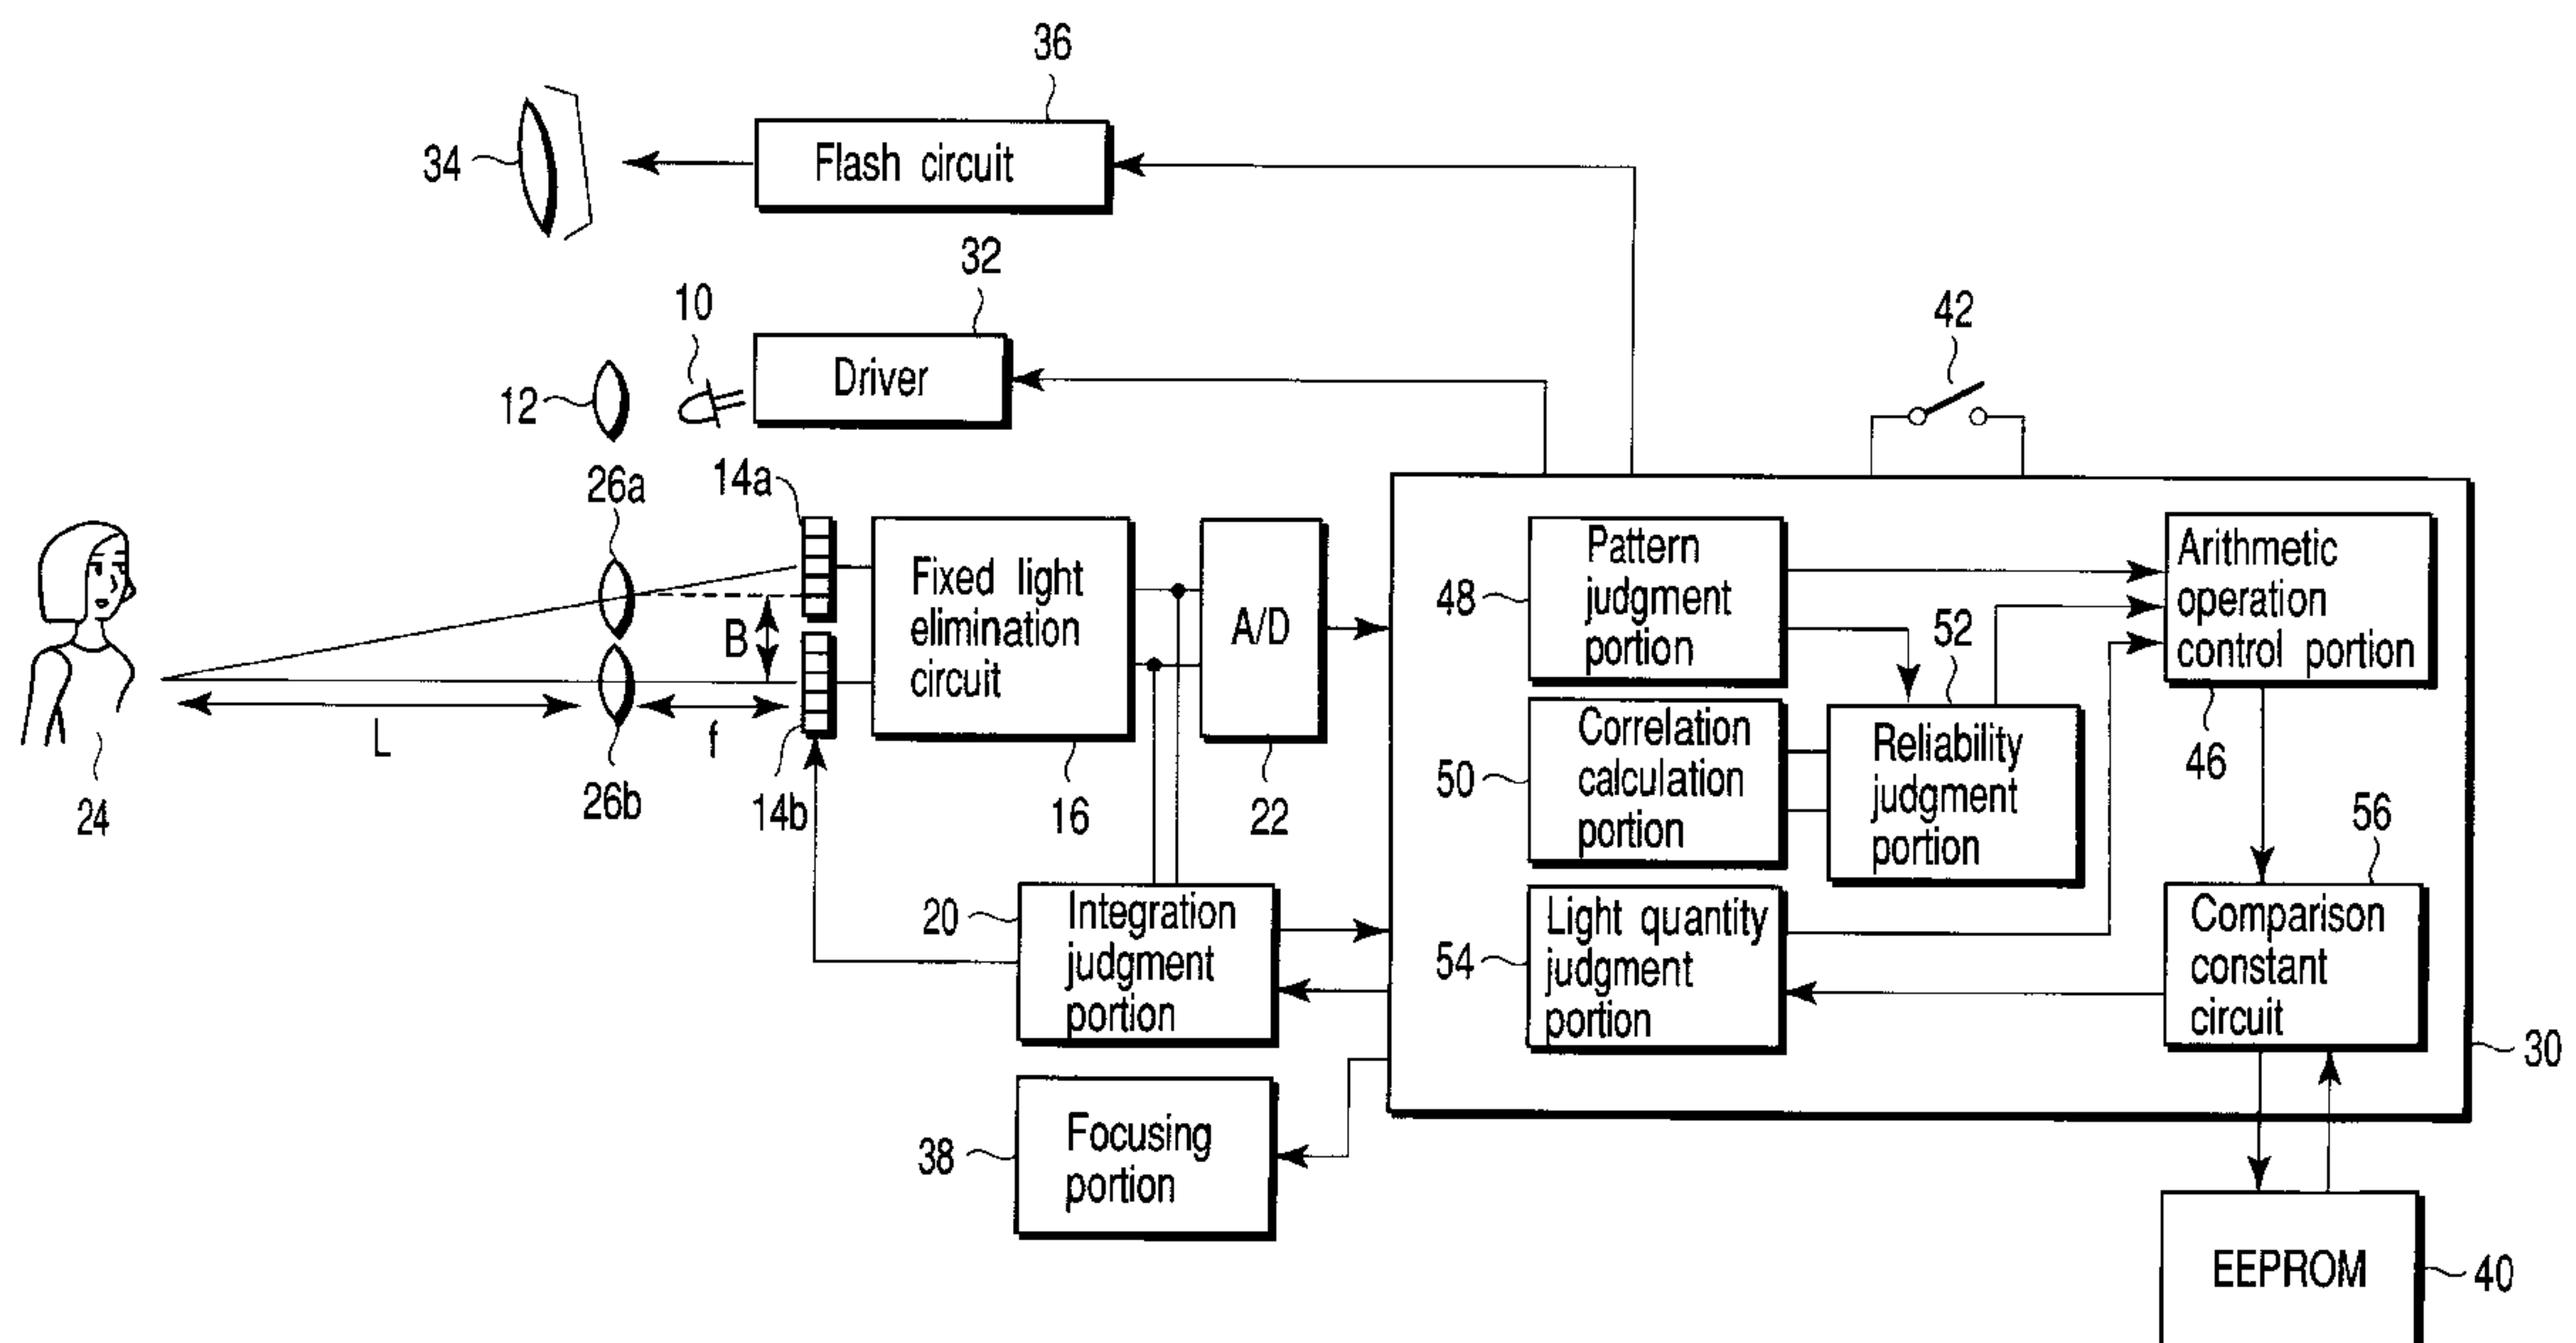 36
34
Flash circuit
32
10
42
12
Driver
26a
14a
Fixed light
elimination
circuit
A/D
B
48
Pattern
judgment
portion
52
Arithmetic
operation
control portion
46
L
f
24
26b
14b
16
22
50
Correlation
calculation
portion
Reliability
judgment
portion
56
20
Integration
judgment
portion
54
Light quantity
judgment
portion
Comparison
constant
circuit
30
38
Focusing
portion
EEPROM
40